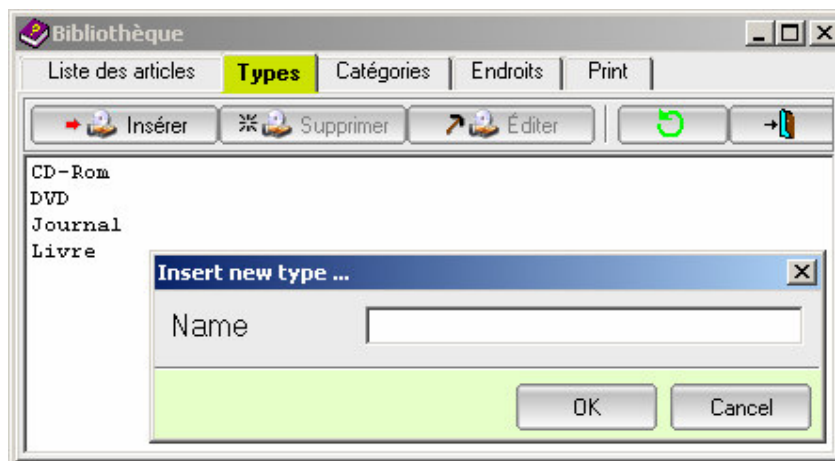 Bibliothèque
Liste des articles Types Catégories Endroits Print
Insérer Supprimer Éditer
CD-Rom
DVD
Journal
Livre
Insert new type ...
Name
OK Cancel